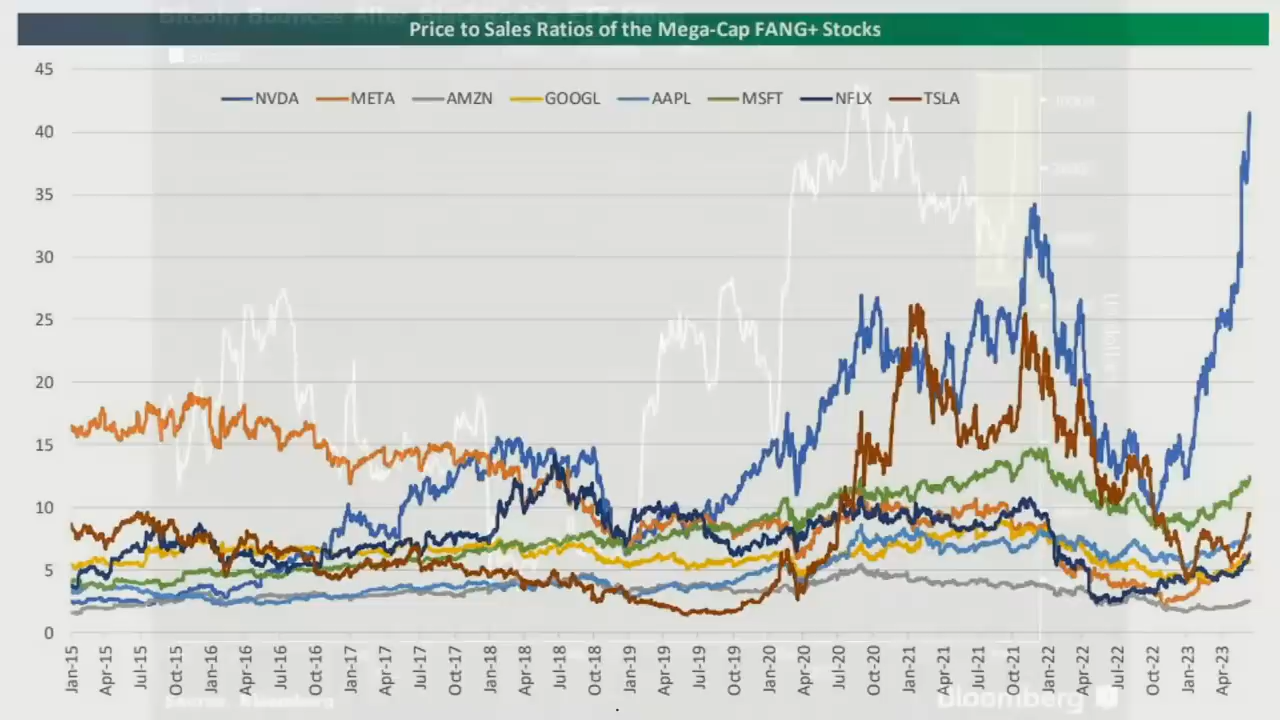 Bitcoin Bounces After
Price to Sales Ratios of the Mega-Cap FANG+ Stocks
45
NVDA META AMZN GOOGL AAPL MSFT NFLX TSLA
40
35
30
25
20
15
10
5
0
Jan-15 Apr-15 Jul-15 Oct-15 Jan-16 Apr-16 Jul-16 Oct-16 Jan-17 Apr-17 Jul-17 Oct-17 Jan-18 Apr-18 Jul-18 Oct-18 Jan-19 Apr-19 Jul-19 Oct-19 Jan-20 Apr-20 Jul-20 Oct-20 Jan-21 Apr-21 Jul-21 Oct-21 Jan-22 Apr-22 Jul-22 Oct-22 Jan-23 Apr-23
Source: Bloomberg
Bloomberg